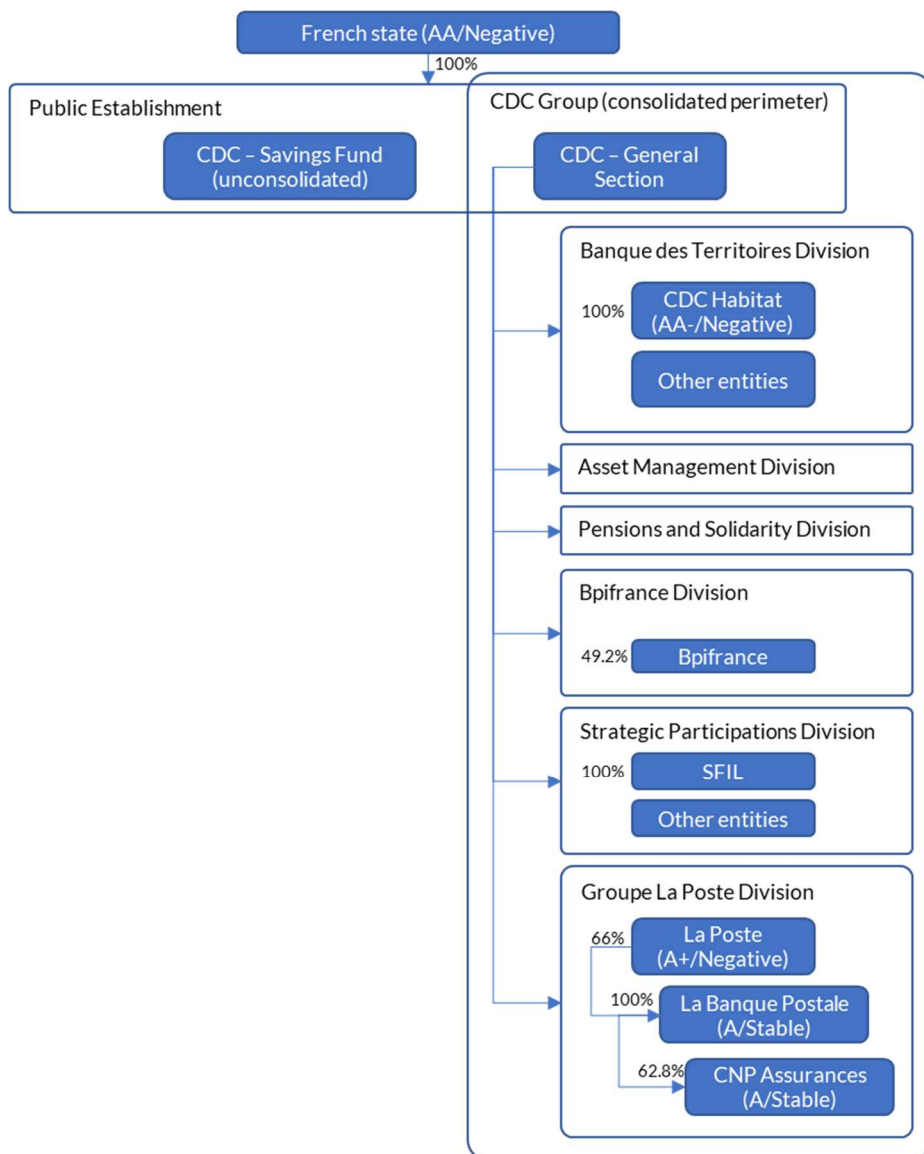 French state (AA/Negative)
100%
Public Establishment
CDC Group (consolidated perimeter)
CDC – Savings Fund
(unconsolidated)
CDC – General
Section
Banque des Territoires Division
100%
CDC Habitat
(AA-/Negative)
Other entities
Asset Management Division
Pensions and Solidarity Division
Bpifrance Division
49.2%
Bpifrance
Strategic Participations Division
100%
SFIL
Other entities
Groupe La Poste Division
66%
La Poste
(A+/Negative)
100%
La Banque Postale
(A/Stable)
62.8%
CNP Assurances
(A/Stable)